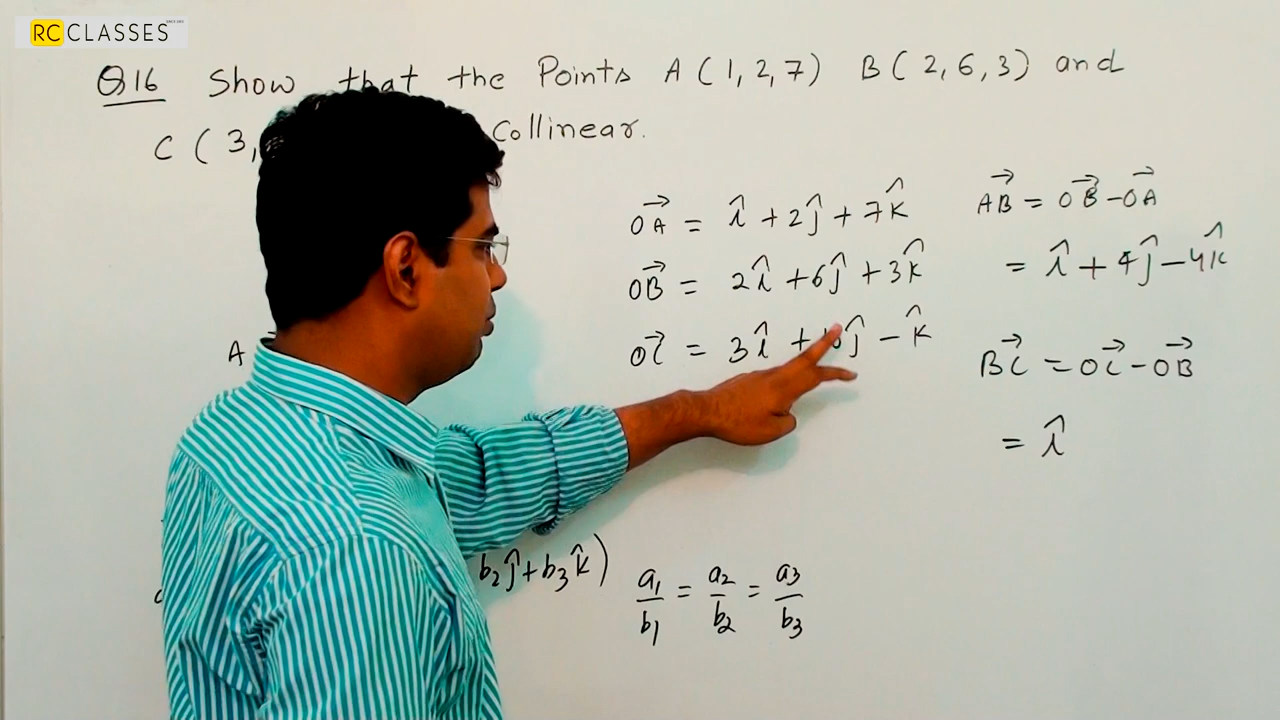 RC CLASSES
Q16 Show that the Points A(1,2,7) B(2,6,3) and
C(3, Collinear.
OA⃗ = î + 2ĵ + 7k̂
OB⃗ = 2î + 6ĵ + 3k̂
OC⃗ = 3î + ĵ - k̂
AB⃗ = OB⃗ - OA⃗
= î + 4ĵ - 4k̂
BC⃗ = OC⃗ - OB⃗
= î
A
b₂ĵ + b₃k̂)
a₁/b₁ = a₂/b₂ = a₃/b₃